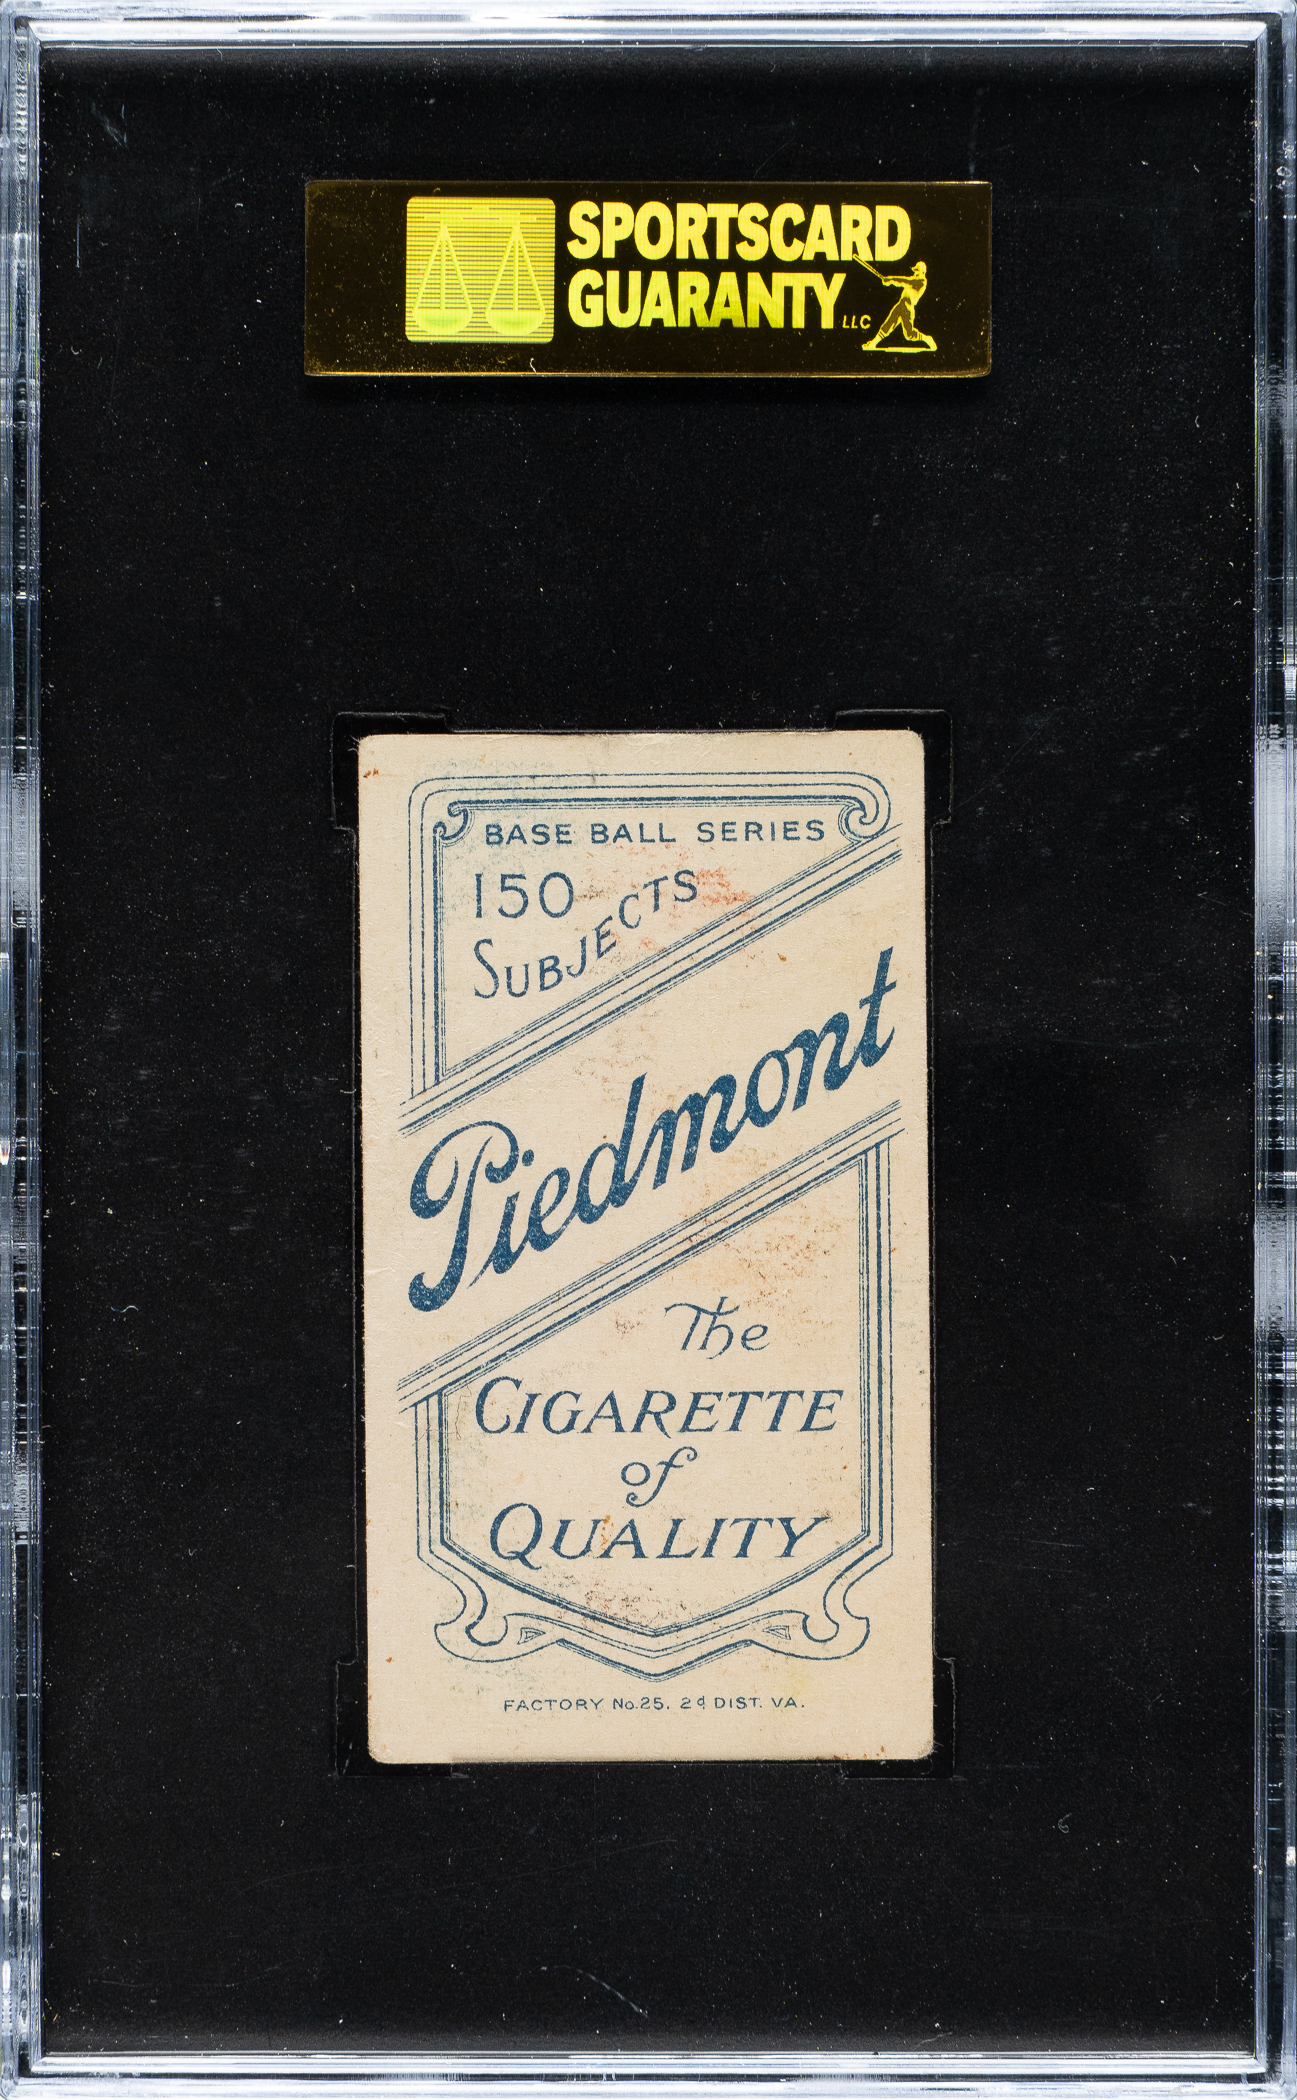 SPORTSCARD
GUARANTY LLC
BASE BALL SERIES
150
SUBJECTS
Piedmont
The
CIGARETTE
of
QUALITY
FACTORY No. 25. 2d DIST. VA.